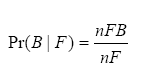 Pr(B | F) = nFB / nF